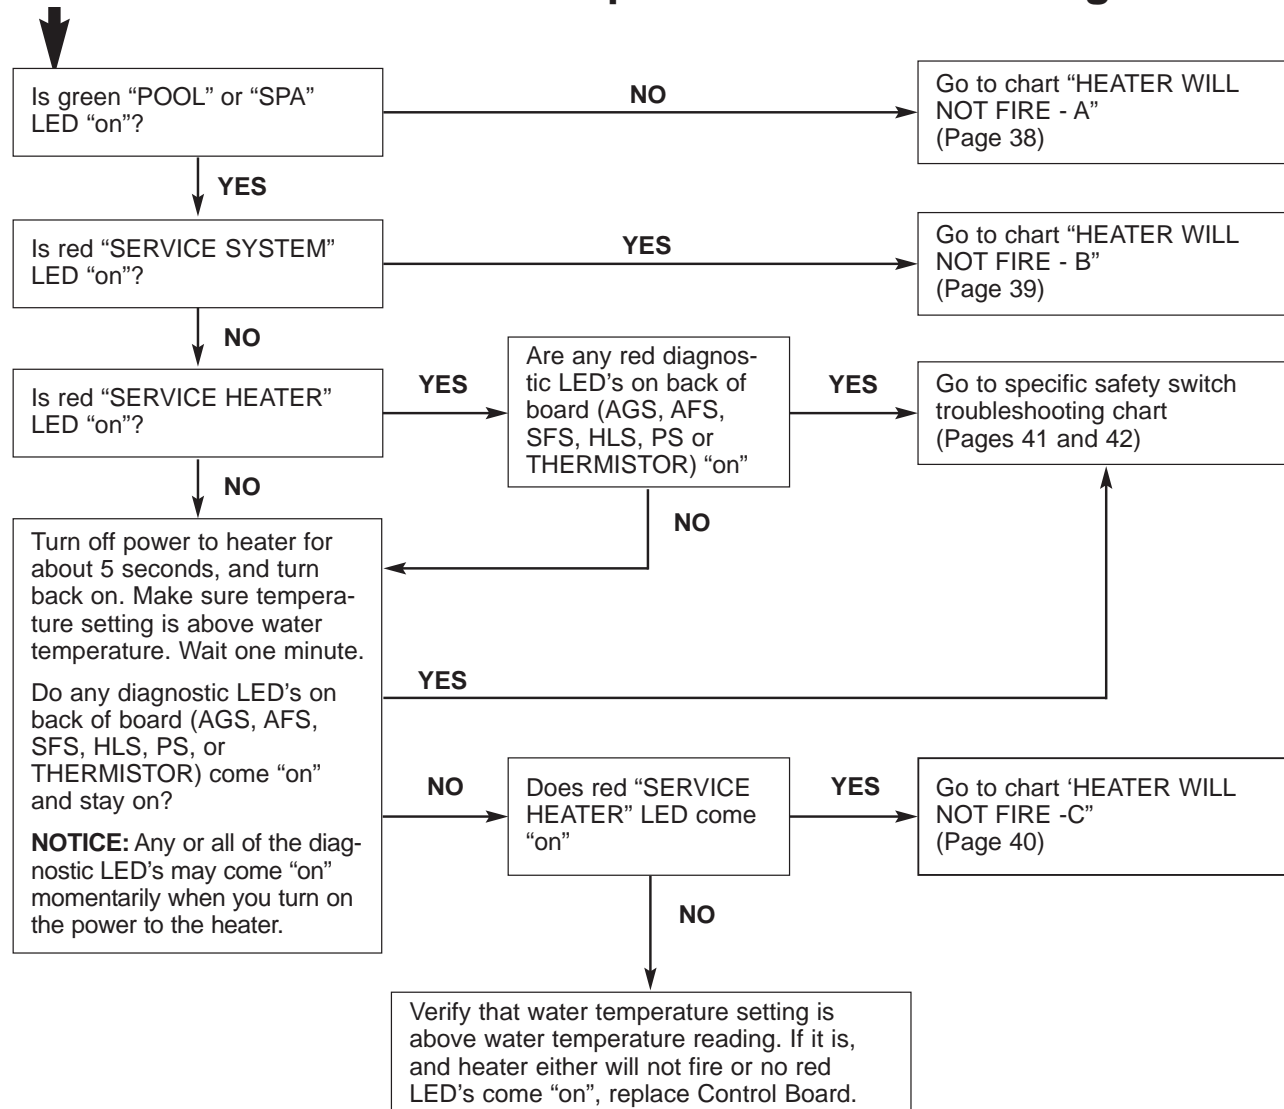 Is green “POOL” or “SPA”
LED “on”?
NO
Go to chart “HEATER WILL
NOT FIRE - A”
(Page 38)
YES
Is red “SERVICE SYSTEM”
LED “on”?
YES
Go to chart “HEATER WILL
NOT FIRE - B”
(Page 39)
NO
Is red “SERVICE HEATER”
LED “on”?
YES
Are any red diagnos-
tic LED’s on back of
board (AGS, AFS,
SFS, HLS, PS or
THERMISTOR) “on”
YES
Go to specific safety switch
troubleshooting chart
(Pages 41 and 42)
NO
NO
Turn off power to heater for
about 5 seconds, and turn
back on. Make sure tempera-
ture setting is above water
temperature. Wait one minute.
Do any diagnostic LED’s on
back of board (AGS, AFS,
SFS, HLS, PS, or
THERMISTOR) come “on”
and stay on?
NOTICE: Any or all of the diag-
nostic LED’s may come “on”
momentarily when you turn on
the power to the heater.
YES
NO
Does red “SERVICE
HEATER” LED come
“on”
YES
Go to chart ‘HEATER WILL
NOT FIRE -C”
(Page 40)
NO
Verify that water temperature setting is
above water temperature reading. If it is,
and heater either will not fire or no red
LED’s come “on”, replace Control Board.